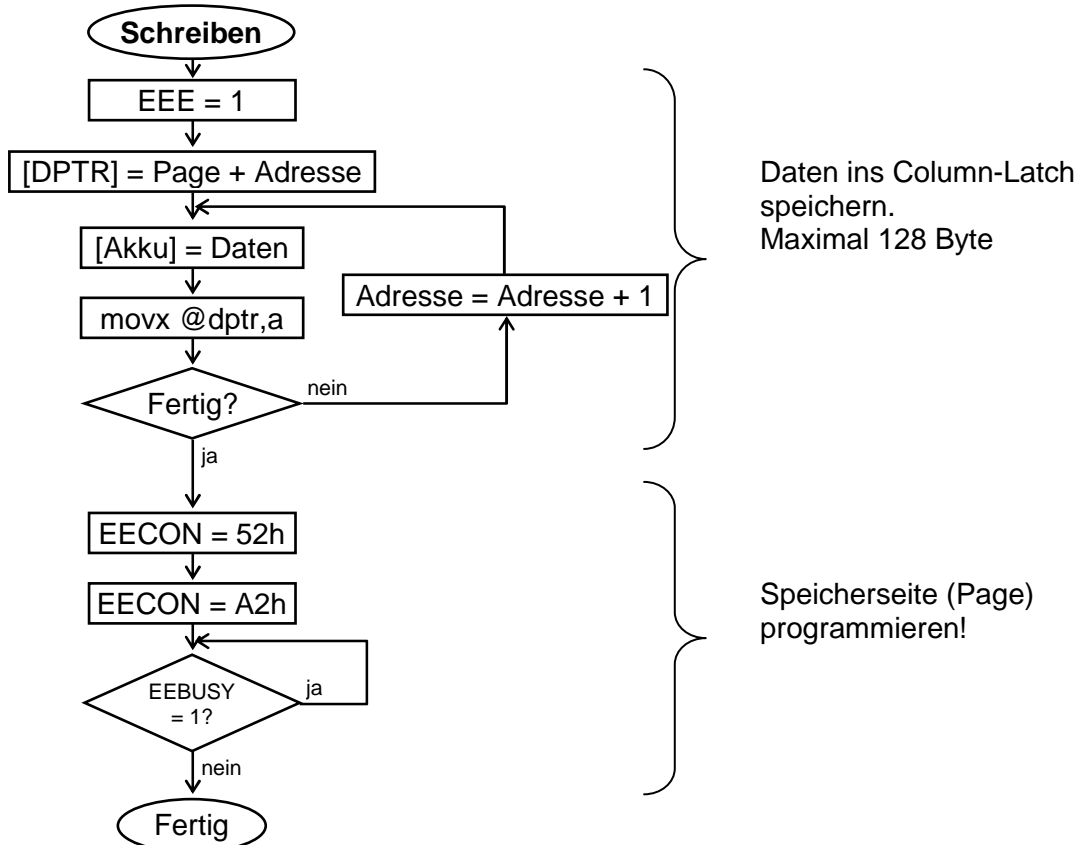 Schreiben
EEE = 1
[DPTR] = Page + Adresse
[Akku] = Daten
movx @dptr,a
Adresse = Adresse + 1
Fertig?
nein
ja
Daten ins Column-Latch
speichern.
Maximal 128 Byte
EECON = 52h
EECON = A2h
EEBUSY
= 1?
ja
nein
Fertig
Speicherseite (Page)
programmieren!